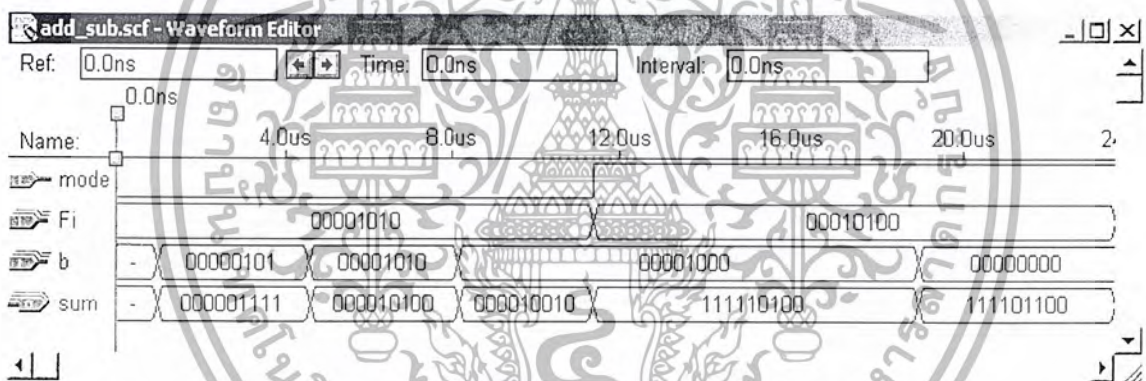 add_sub.scf - Waveform Editor
Ref: 0.0ns Time: 0.0ns Interval: 0.0ns
0.0ns
Name: 4.0us 8.0us 12.0us 16.0us 20.0us 2
mode
Fi 00001010 00010100
b - 00000101 00001010 00001000 00000000
sum - 000001111 000010100 000010010 111110100 111101100